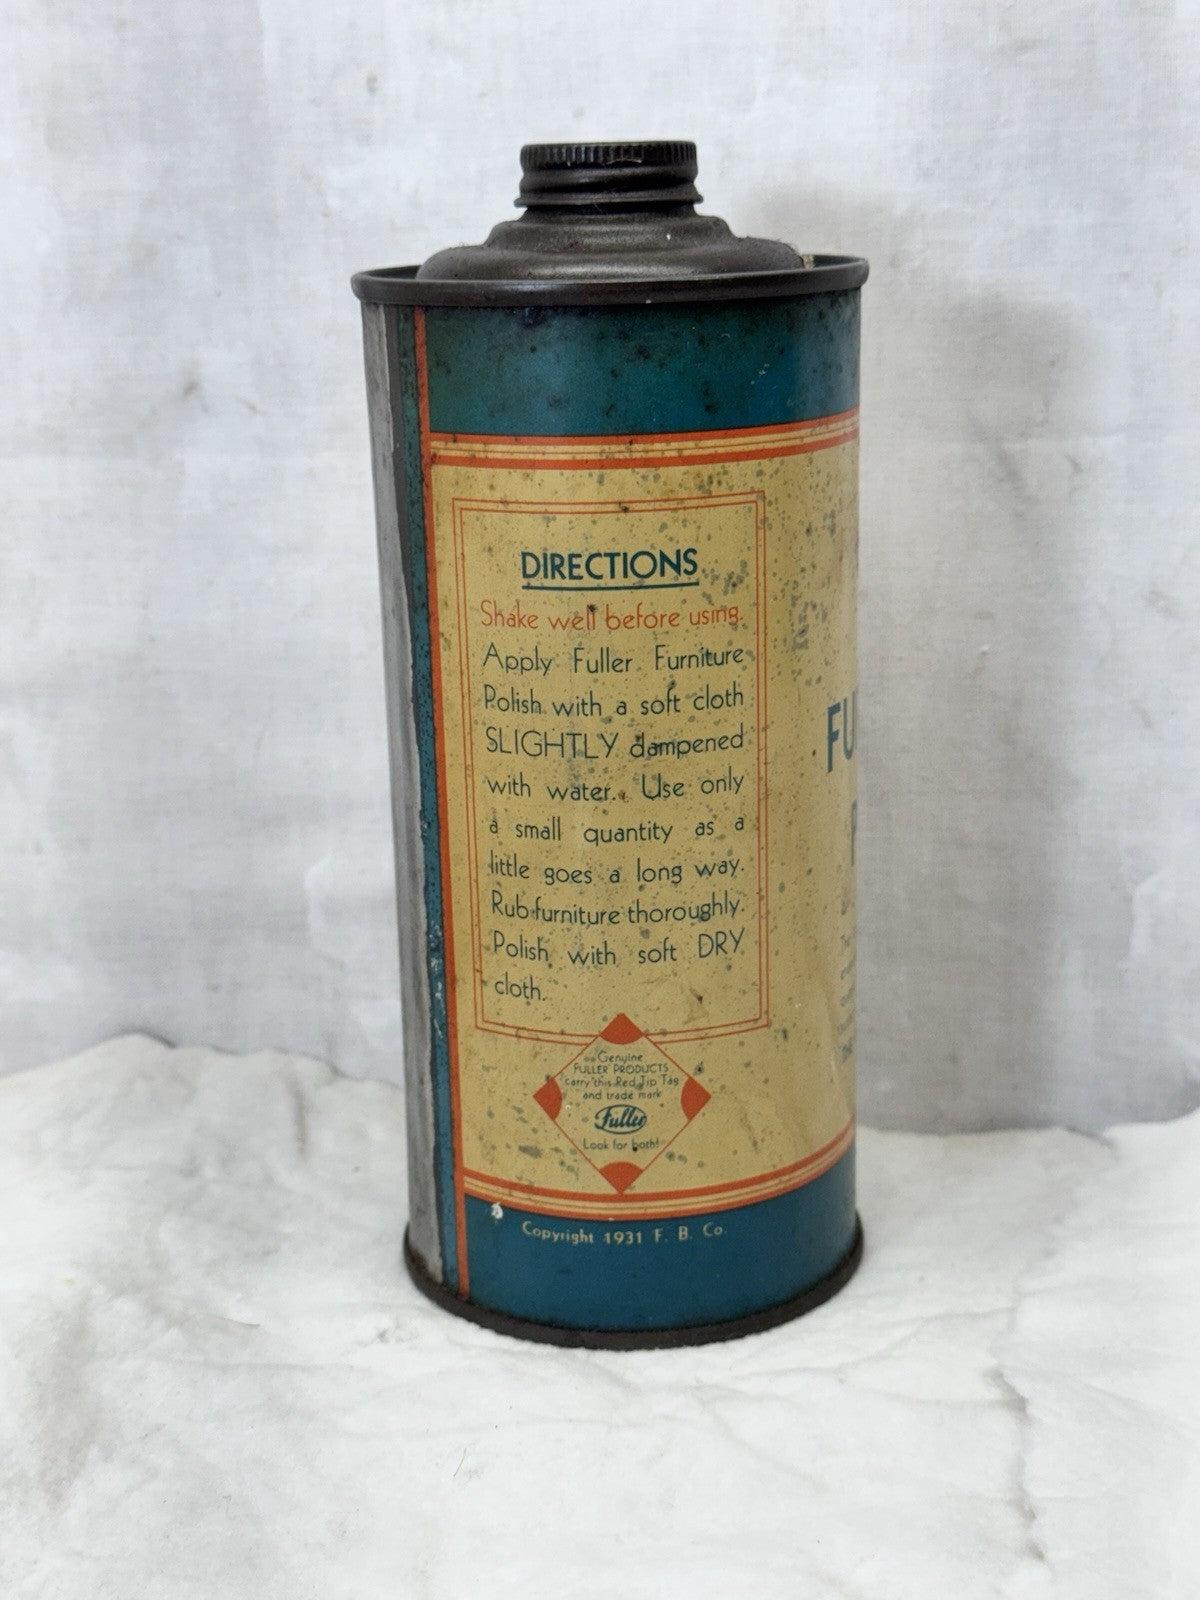 DIRECTIONS
Shake well before using.
Apply Fuller Furniture
Polish with a soft cloth
SLIGHTLY dampened
with water. Use only
a small quantity as a
little goes a long way.
Rub furniture thoroughly.
Polish with soft DRY
cloth.
Genuine
FULLER PRODUCTS
carry this Red Tip Tag
and trade mark
Fuller
Look for both!
Copyright 1931 F. B. Co.
FU